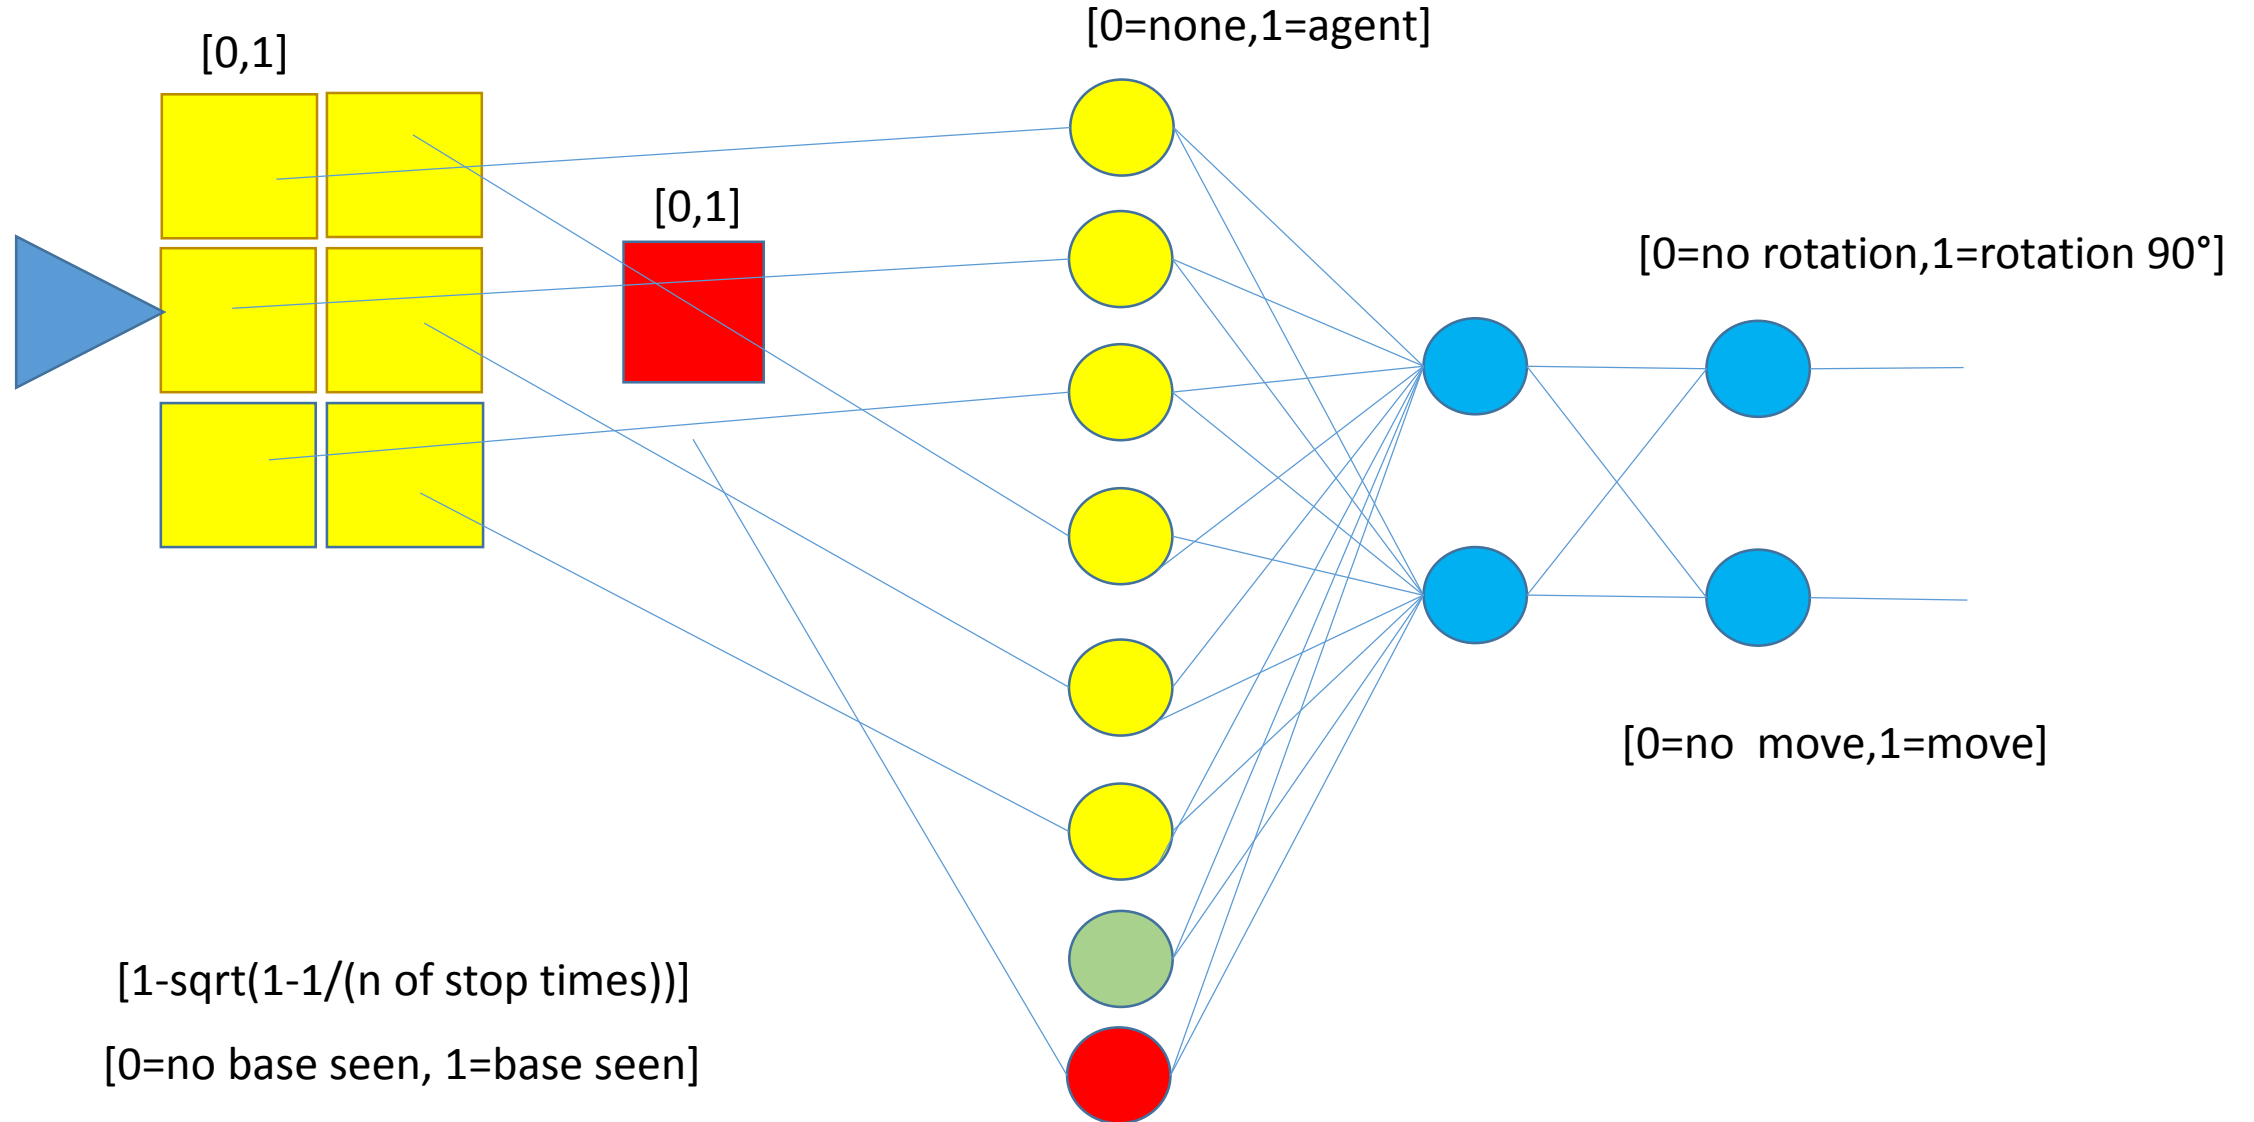 [0=none,1=agent]
[0,1]
[0,1]
[0=no rotation,1=rotation 90°]
[0=no  move,1=move]
[1-sqrt(1-1/(n of stop times))]
[0=no base seen, 1=base seen]